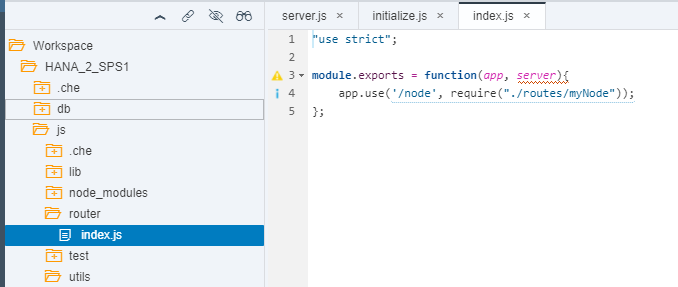 server.js ×
initialize.js ×
index.js ×
Workspace
HANA_2_SPS1
.che
db
js
.che
lib
node_modules
router
index.js
test
utils
1 "use strict";
2
3 module.exports = function(app, server){
4 app.use('/node', require("./routes/myNode"));
5 };